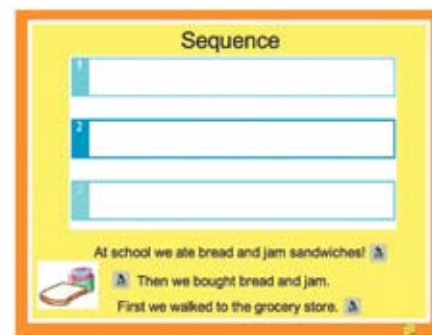 Sequence
1
2
3
At school we ate bread and jam sandwiches!
Then we bought bread and jam.
First we walked to the grocery store.